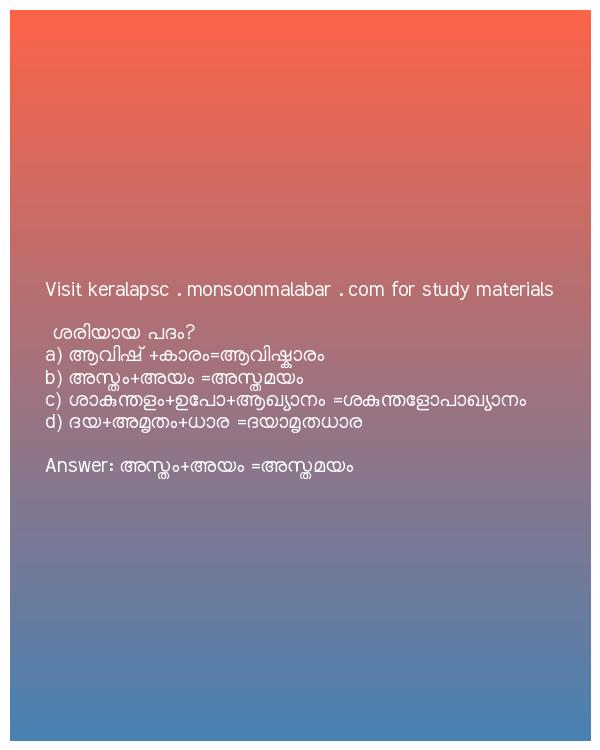 Visit keralapsc . monsoonmalabar . com for study materials
ശരിയായ പദം?
a) ആവിഷ് +കാരം=ആവിഷ്കാരം
b) അസ്തം+അയം =അസ്തമയം
c) ശാകുന്തളം+ഉപോ+ആഖ്യാനം =ശകുന്തളോപാഖ്യാനം
d) ദയ+അമൃതം+ധാര =ദയാമൃതധാര
Answer: അസ്തം+അയം =അസ്തമയം